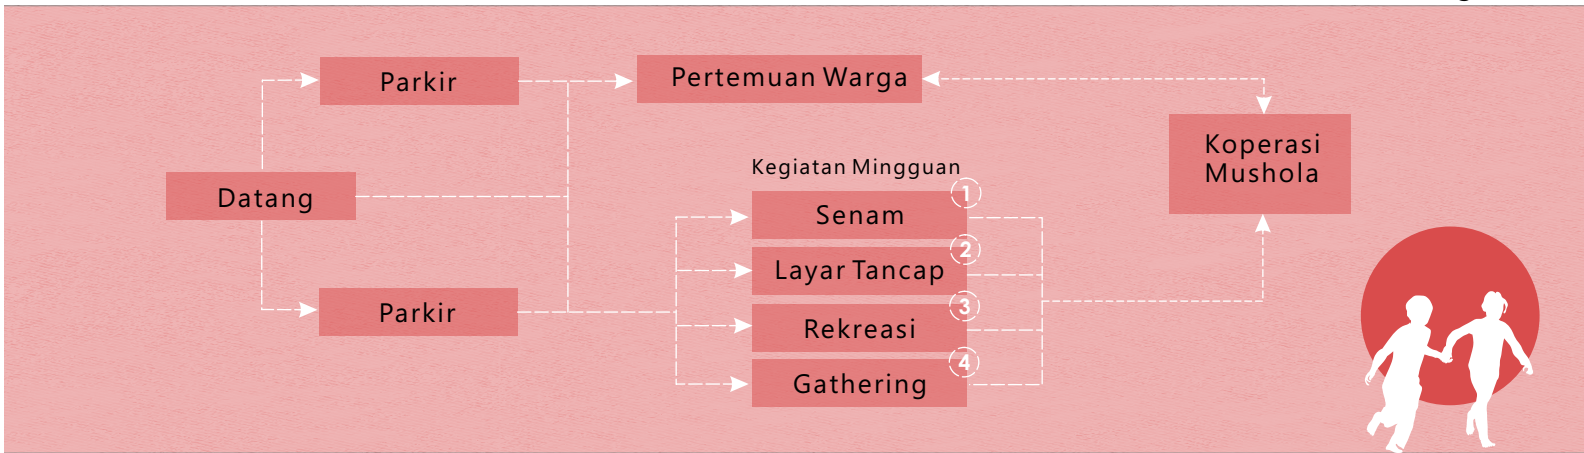 Parkir
Pertemuan Warga
Koperasi
Mushola
Kegiatan Mingguan
Datang
1
Senam
2
Layar Tancap
3
Rekreasi
Parkir
4
Gathering